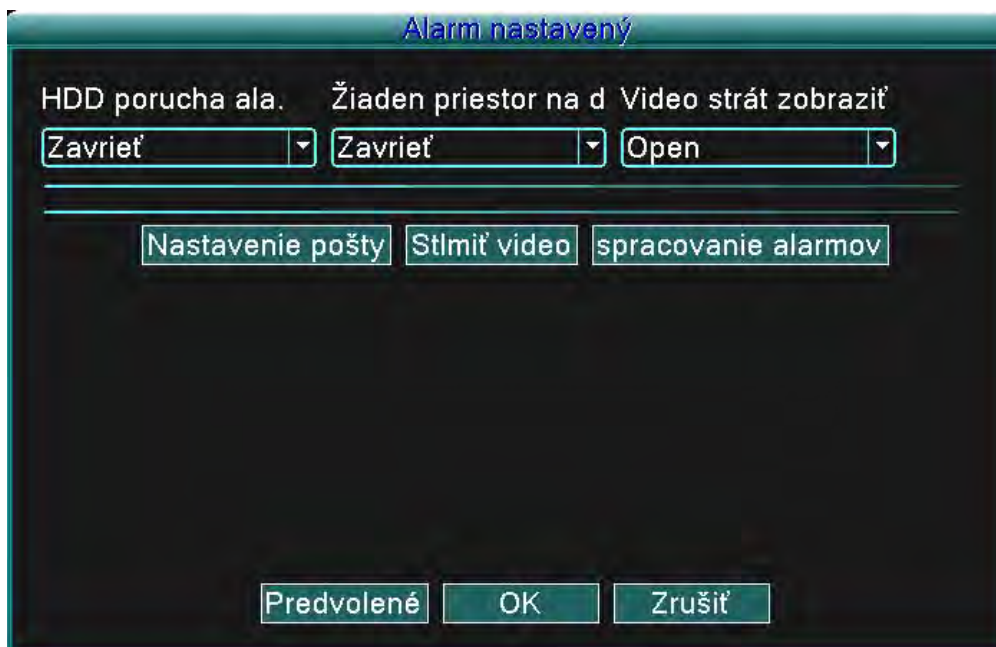 Alarm nastavený
HDD porucha ala. Žiaden priestor na d Video strát zobraziť
Zavrieť Zavrieť Open
Nastavenie pošty Stlmiť video spracovanie alarmov
Predvolené OK Zrušiť